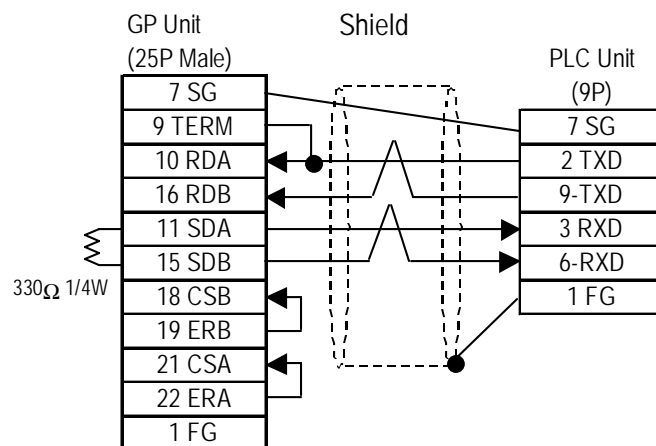 GP Unit
(25P Male)
Shield
PLC Unit
(9P)
7 SG
9 TERM
10 RDA
16 RDB
11 SDA
15 SDB
18 CSB
19 ERB
21 CSA
22 ERA
1 FG
330Ω 1/4W
7 SG
2 TXD
9-TXD
3 RXD
6-RXD
1 FG